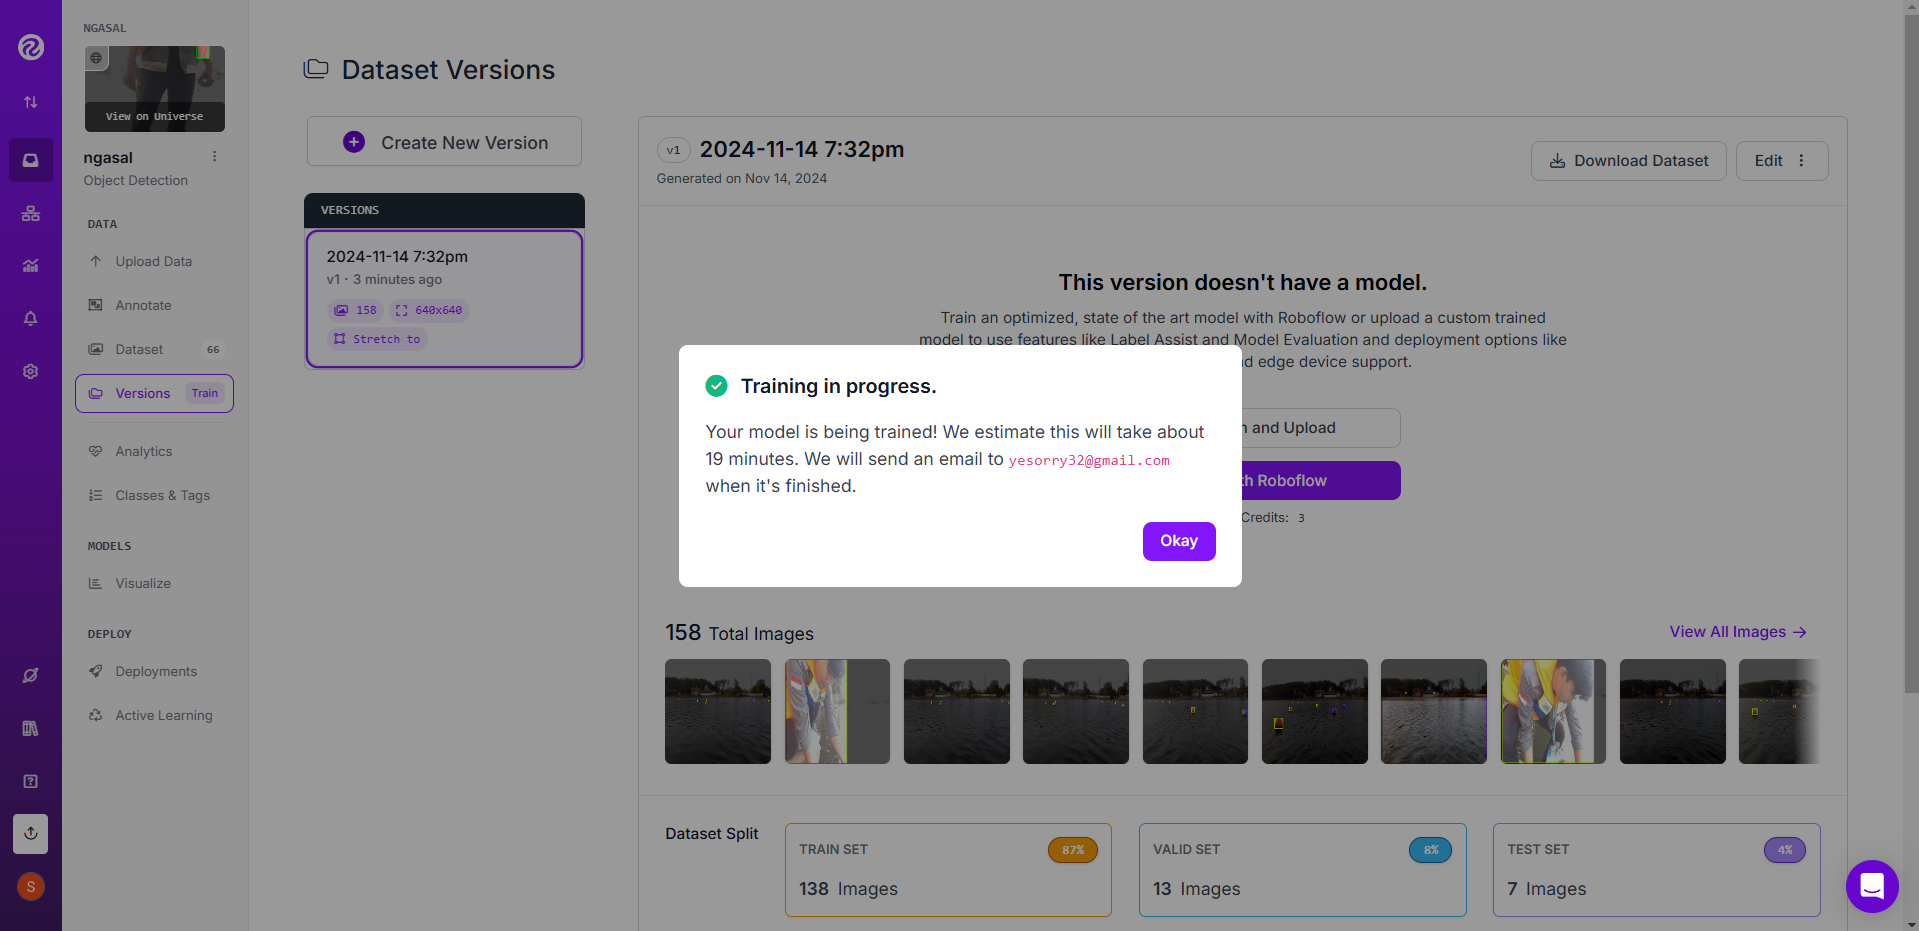 NGASAL
View on Universe
ngasal
Object Detection
DATA
Upload Data
Annotate
Dataset 66
Versions Train
Analytics
Classes & Tags
MODELS
Visualize
DEPLOY
Deployments
Active Learning
S
Dataset Versions
Create New Version
VERSIONS
2024-11-14 7:32pm
v1 · 3 minutes ago
158 640x640
Stretch to
v1 2024-11-14 7:32pm
Generated on Nov 14, 2024
Download Dataset
Edit
This version doesn't have a model.
Train an optimized, state of the art model with Roboflow or upload a custom trained
model to use features like Label Assist and Model Evaluation and deployment options like
edge device support.
and Upload
Roboflow
Credits: 3
Training in progress.
Your model is being trained! We estimate this will take about
19 minutes. We will send an email to yesorry32@gmail.com
when it's finished.
Okay
158 Total Images
View All Images →
Dataset Split
TRAIN SET 87%
138 Images
VALID SET 8%
13 Images
TEST SET 4%
7 Images